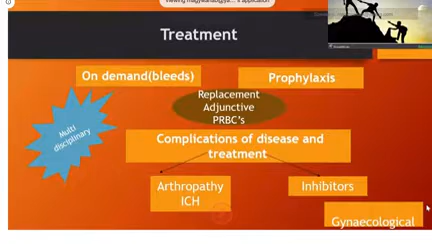 Treatment
On demand(bleeds)
Prophylaxis
Replacement
Adjunctive
PRBC's
Multi
disciplinary
Complications of disease and
treatment
Arthropathy
ICH
Inhibitors
Gynaecological